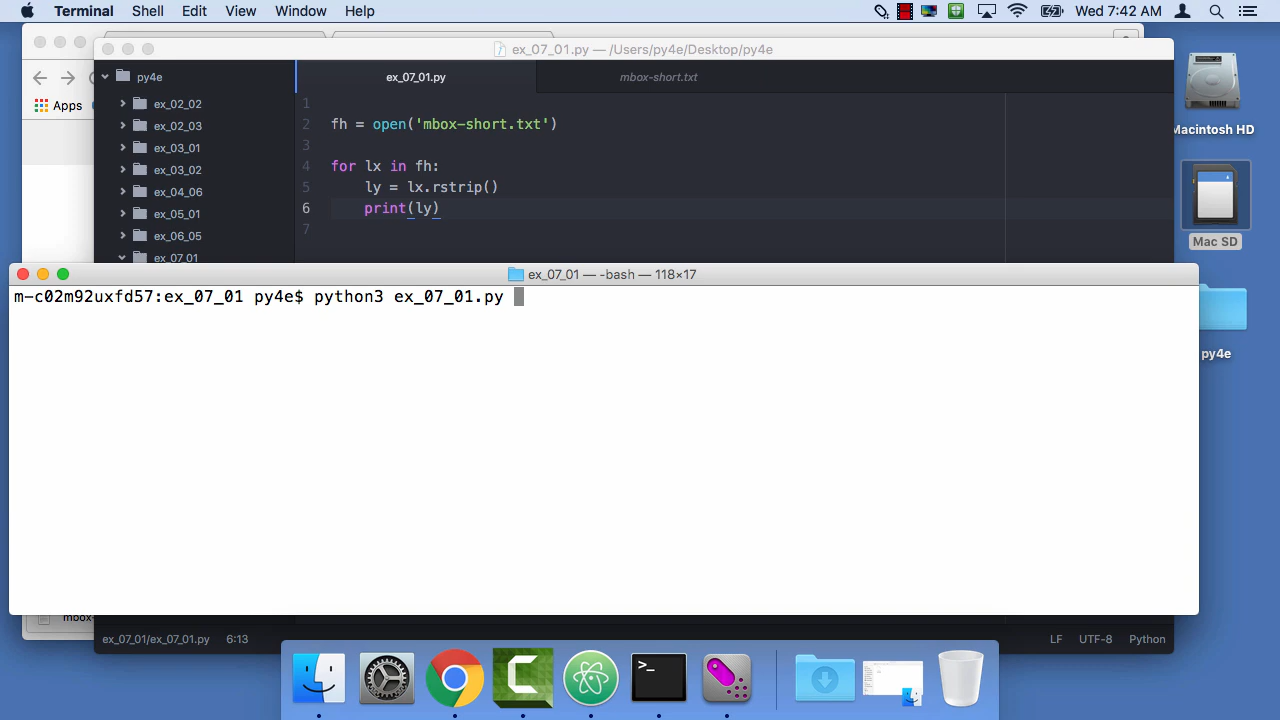 Terminal Shell Edit View Window Help Wed 7:42 AM
ex_07_01.py — /Users/py4e/Desktop/py4e
py4e
ex_07_01.py mbox-short.txt
Apps
ex_02_02
ex_02_03
ex_03_01
ex_03_02
ex_04_06
ex_05_01
ex_06_05
ex_07_01
1
2 fh = open('mbox-short.txt')
3
4 for lx in fh:
5 ly = lx.rstrip()
6 print(ly)
7
Macintosh HD
Mac SD
py4e
ex_07_01 — -bash — 118×17
m-c02m92uxfd57:ex_07_01 py4e$ python3 ex_07_01.py
mbox-
ex_07_01/ex_07_01.py 6:13 LF UTF-8 Python
>_